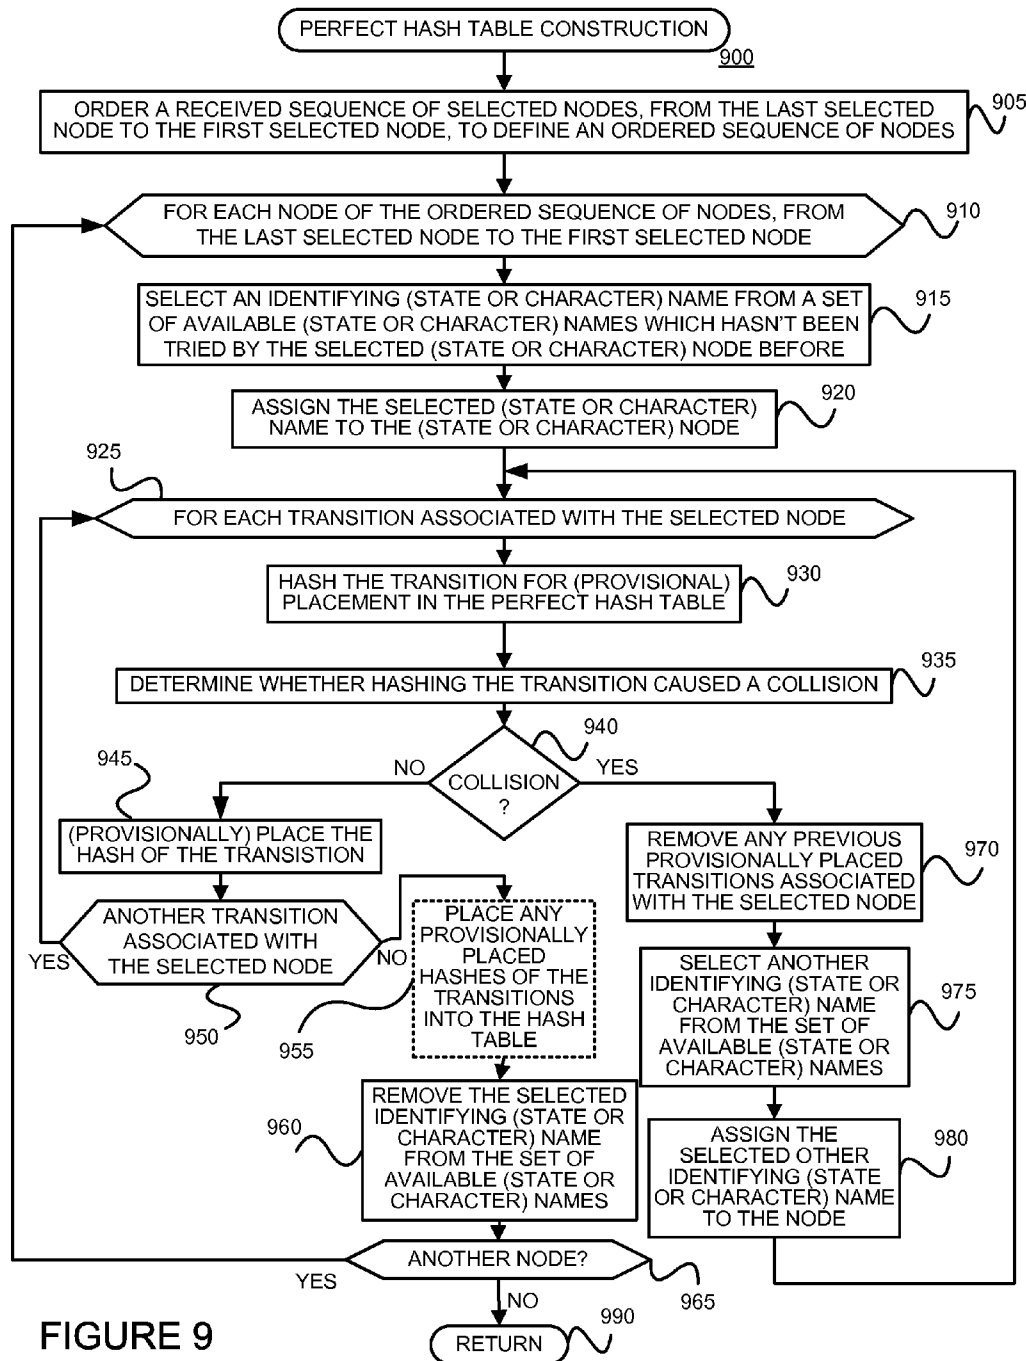 PERFECT HASH TABLE CONSTRUCTION
900
ORDER A RECEIVED SEQUENCE OF SELECTED NODES, FROM THE LAST SELECTED
NODE TO THE FIRST SELECTED NODE, TO DEFINE AN ORDERED SEQUENCE OF NODES
905
FOR EACH NODE OF THE ORDERED SEQUENCE OF NODES, FROM
THE LAST SELECTED NODE TO THE FIRST SELECTED NODE
910
SELECT AN IDENTIFYING (STATE OR CHARACTER) NAME FROM A SET
OF AVAILABLE (STATE OR CHARACTER) NAMES WHICH HASN'T BEEN
TRIED BY THE SELECTED (STATE OR CHARACTER) NODE BEFORE
915
ASSIGN THE SELECTED (STATE OR CHARACTER)
NAME TO THE (STATE OR CHARACTER) NODE
920
925
FOR EACH TRANSITION ASSOCIATED WITH THE SELECTED NODE
HASH THE TRANSITION FOR (PROVISIONAL)
PLACEMENT IN THE PERFECT HASH TABLE
930
DETERMINE WHETHER HASHING THE TRANSITION CAUSED A COLLISION
935
940
COLLISION
?
NO
YES
945
(PROVISIONALLY) PLACE THE
HASH OF THE TRANSISTION
ANOTHER TRANSITION
ASSOCIATED WITH
THE SELECTED NODE
YES
NO
950
PLACE ANY
PROVISIONALLY
PLACED
HASHES OF THE
TRANSITIONS
INTO THE HASH
TABLE
955
REMOVE THE SELECTED
IDENTIFYING (STATE OR
CHARACTER) NAME
FROM THE SET OF
AVAILABLE (STATE OR
CHARACTER) NAMES
960
REMOVE ANY PREVIOUS
PROVISIONALLY PLACED
TRANSITIONS ASSOCIATED
WITH THE SELECTED NODE
970
SELECT ANOTHER
IDENTIFYING (STATE OR
CHARACTER) NAME
FROM THE SET OF
AVAILABLE (STATE OR
CHARACTER) NAMES
975
ASSIGN THE
SELECTED OTHER
IDENTIFYING (STATE
OR CHARACTER) NAME
TO THE NODE
980
ANOTHER NODE?
YES
965
NO
RETURN
990
FIGURE 9